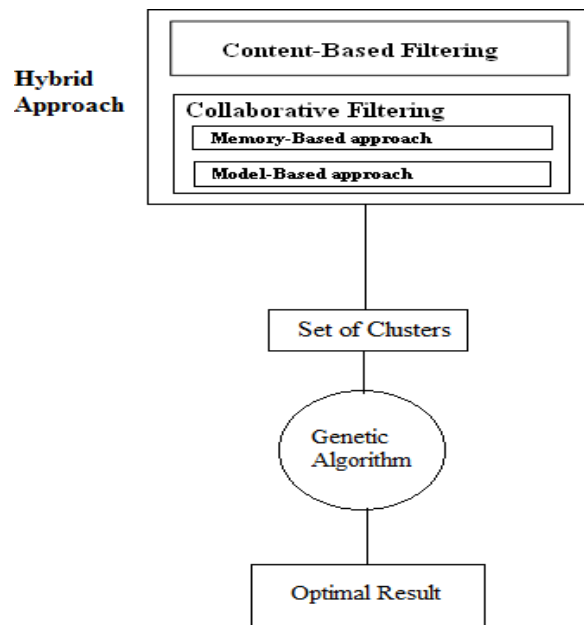 Content-Based Filtering
Hybrid
Approach
Collaborative Filtering
Memory-Based approach
Model-Based approach
Set of Clusters
Genetic
Algorithm
Optimal Result